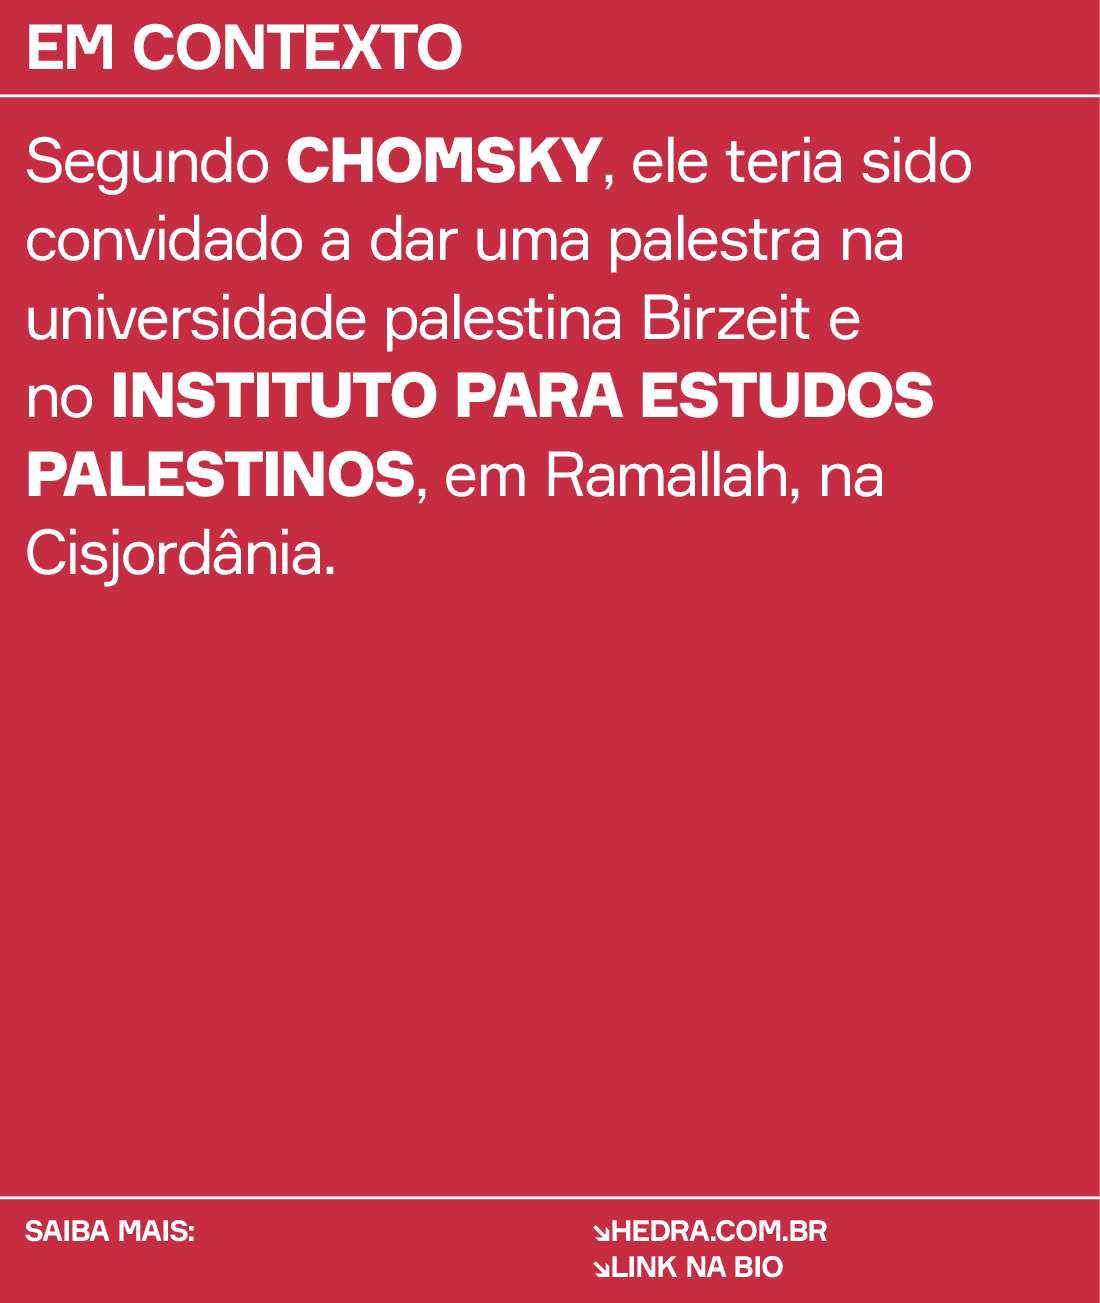 EM CONTEXTO
Segundo CHOMSKY, ele teria sido
convidado a dar uma palestra na
universidade palestina Birzeit e
no INSTITUTO PARA ESTUDOS
PALESTINOS, em Ramallah, na
Cisjordânia.
SAIBA MAIS:
↘HEDRA.COM.BR
↘LINK NA BIO